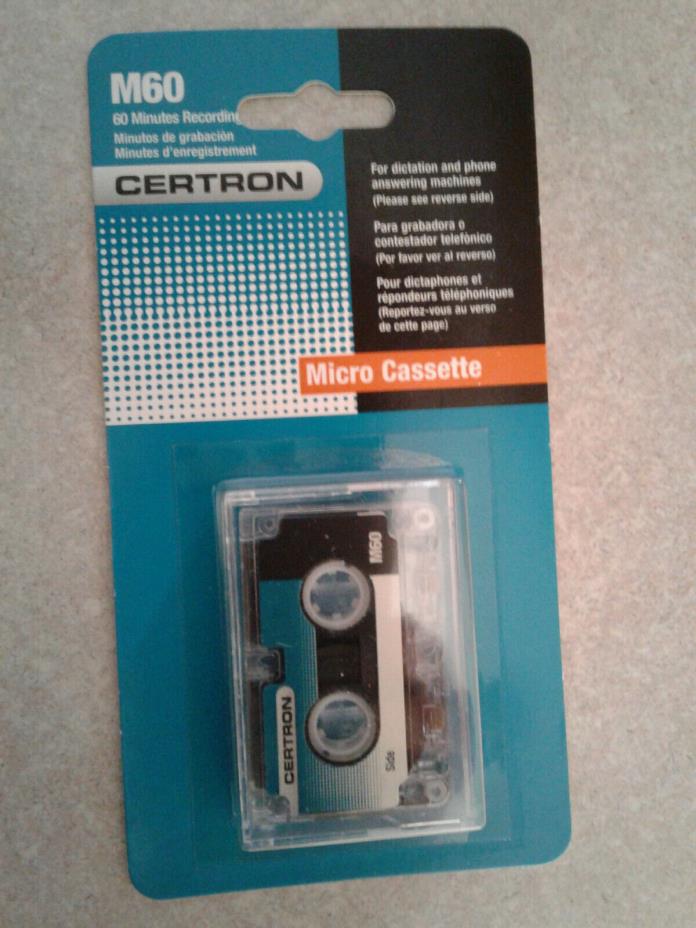 M60
60 Minutes Recording
Minutos de grabación
Minutes d'enregistrement
CERTRON
For dictation and phone
answering machines
(Please see reverse side)
Para grabadora o
contestador telefónico
(Por favor ver al reverso)
Pour dictaphones et
répondeurs téléphoniques
(Reportez-vous au verso
de cette page)
Micro Cassette
M60
CERTRON
Side